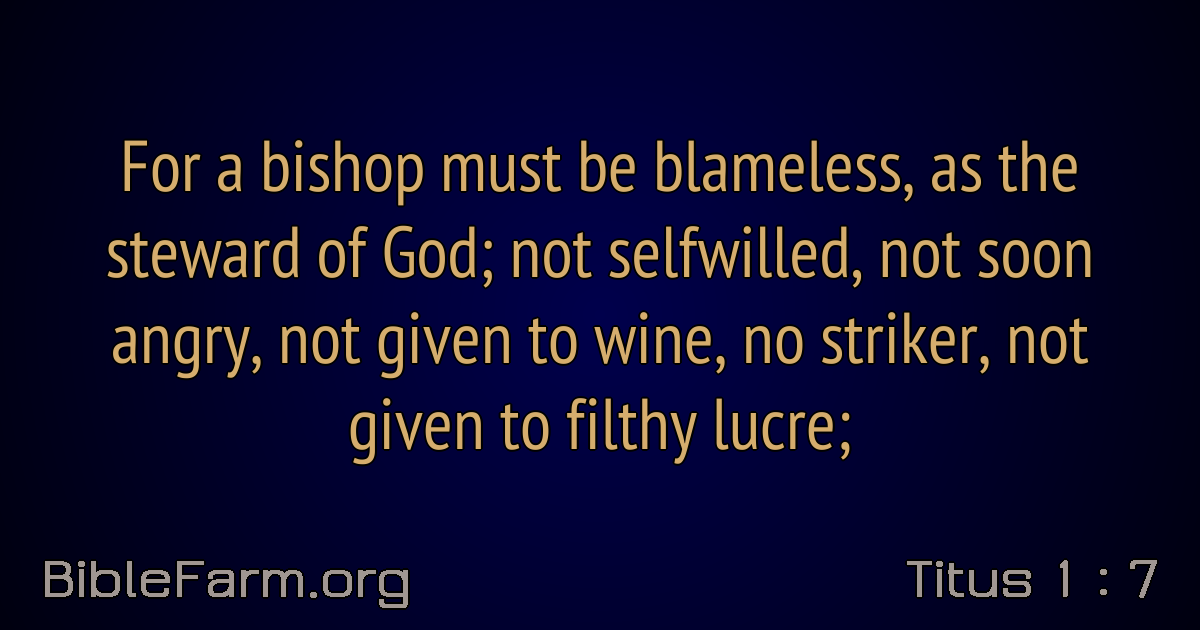 For a bishop must be blameless, as the
steward of God; not selfwilled, not soon
angry, not given to wine, no striker, not
given to filthy lucre;
BibleFarm.org
Titus 1 : 7